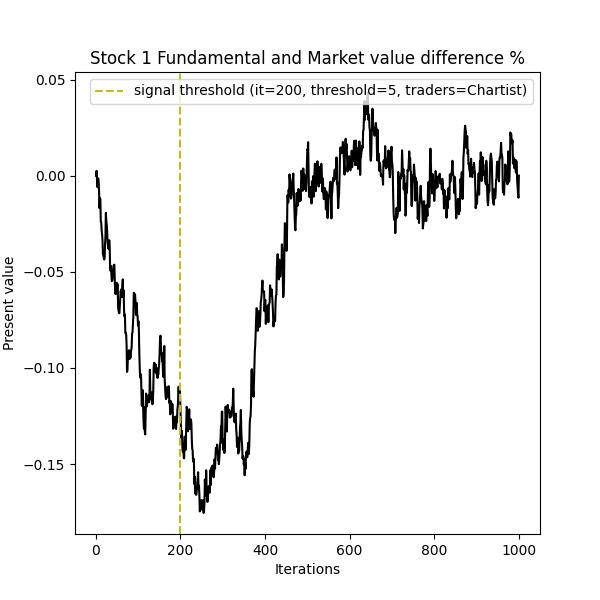 Stock 1 Fundamental and Market value difference %
signal threshold (it=200, threshold=5, traders=Chartist)
0.05
0.00
−0.05
−0.10
−0.15
Present value
0 200 400 600 800 1000
Iterations